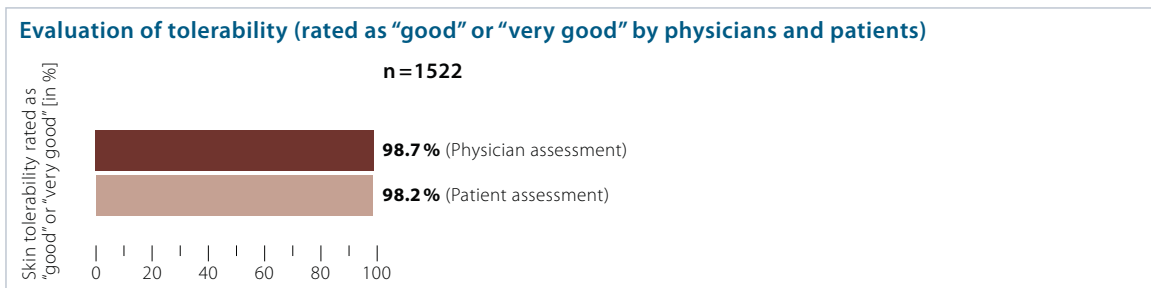 Evaluation of tolerability (rated as “good” or “very good” by physicians and patients)
n=1522
Skin tolerability rated as
“good” or “very good” [in %]
98.7% (Physician assessment)
98.2% (Patient assessment)
0 20 40 60 80 100